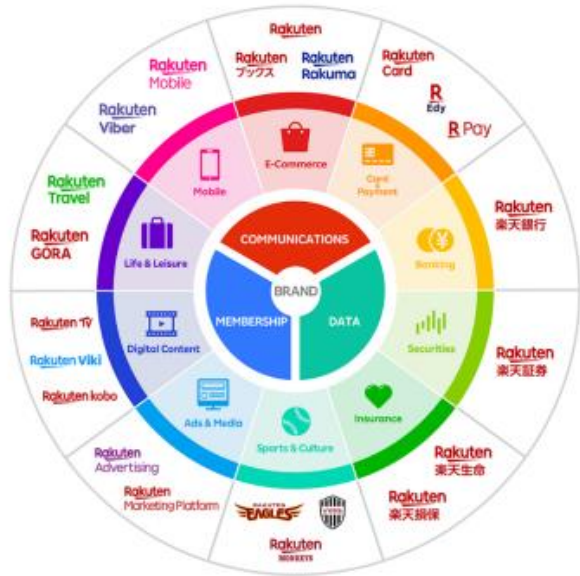 Rakuten
Rakuten
ブックス
Rakuten
Rakuma
Rakuten
Card
R
Edy
R Pay
Rakuten
楽天銀行
Rakuten
楽天証券
Rakuten
楽天生命
Rakuten
楽天損保
RAKUTEN
EAGLES
Rakuten
MONKEYS
Rakuten
Marketing Platform
Rakuten
Advertising
Rakuten kobo
Rakuten Viki
Rakuten TV
Rakuten
GORA
Rakuten
Travel
Rakuten
Viber
Rakuten
Mobile
E-Commerce
Card
&
Payment
Banking
Securities
Insurance
Sports & Culture
Ads & Media
Digital Content
Life & Leisure
Mobile
COMMUNICATIONS
BRAND
MEMBERSHIP
DATA